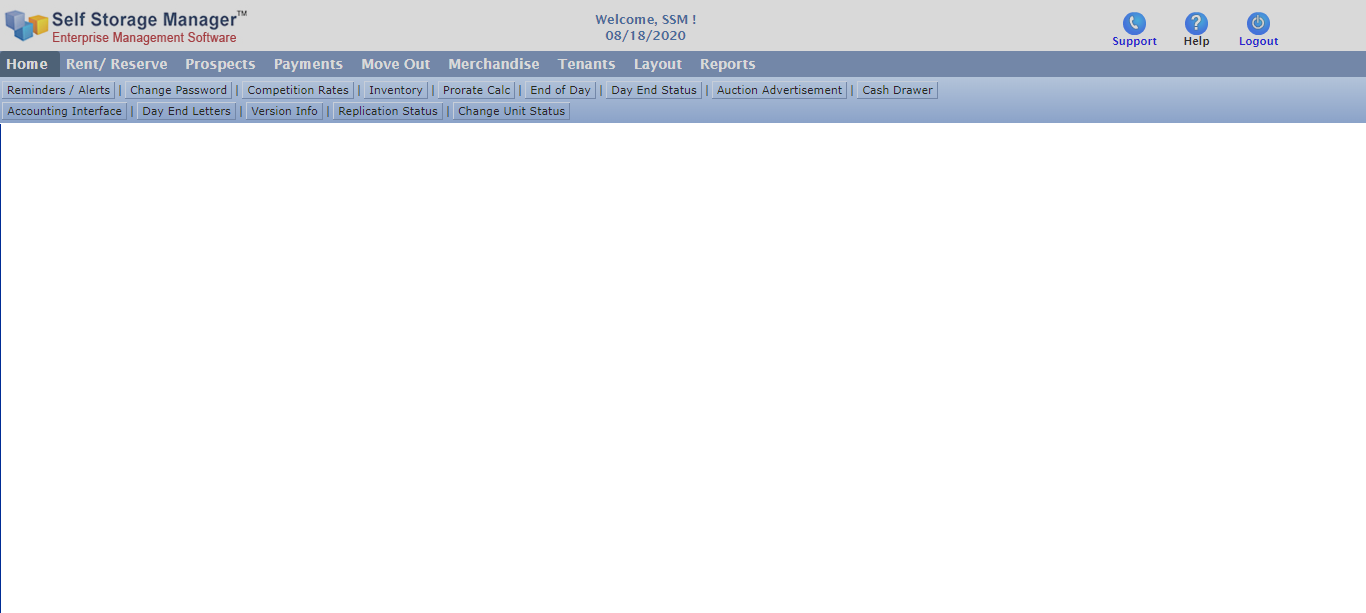 Self Storage Manager™
Enterprise Management Software
Welcome, SSM !
08/18/2020
Support Help Logout
Home Rent/ Reserve Prospects Payments Move Out Merchandise Tenants Layout Reports
Reminders / Alerts | Change Password | Competition Rates | Inventory | Prorate Calc | End of Day | Day End Status | Auction Advertisement | Cash Drawer
Accounting Interface | Day End Letters | Version Info | Replication Status | Change Unit Status